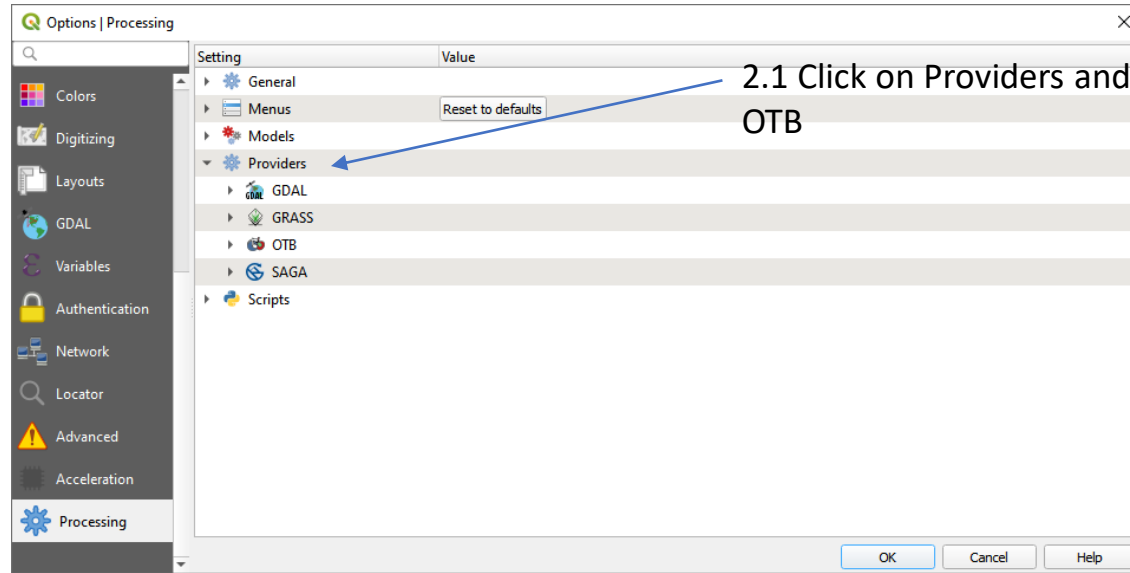 Options | Processing
Setting Value
General
2.1 Click on Providers and
OTB
Menus Reset to defaults
Models
Providers
GDAL
GDAL
GRASS
OTB
SAGA
Scripts
Colors
Digitizing
Layouts
GDAL
Variables
Authentication
Network
Locator
Advanced
Acceleration
Processing
OK Cancel Help